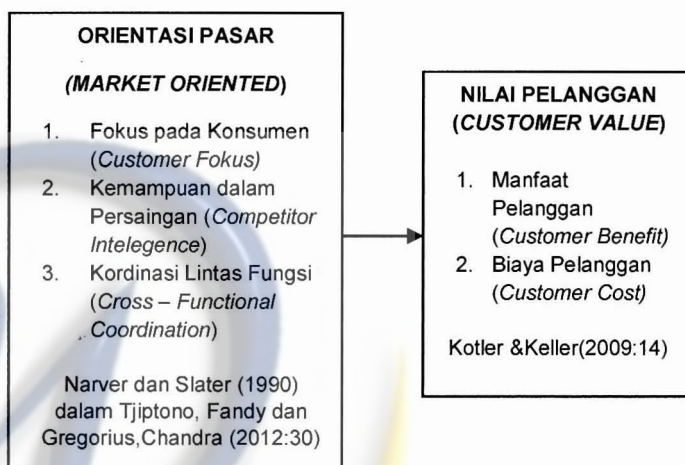 ORIENTASI PASAR
(MARKET ORIENTED)
1. Fokus pada Konsumen
(Customer Fokus)
2. Kemampuan dalam
Persaingan (Competitor
Intelegence)
3. Kordinasi Lintas Fungsi
(Cross – Functional
Coordination)
Narver dan Slater (1990)
dalam Tjiptono, Fandy dan
Gregorius,Chandra (2012:30)
NILAI PELANGGAN
(CUSTOMER VALUE)
1. Manfaat
Pelanggan
(Customer Benefit)
2. Biaya Pelanggan
(Customer Cost)
Kotler &Keller(2009:14)